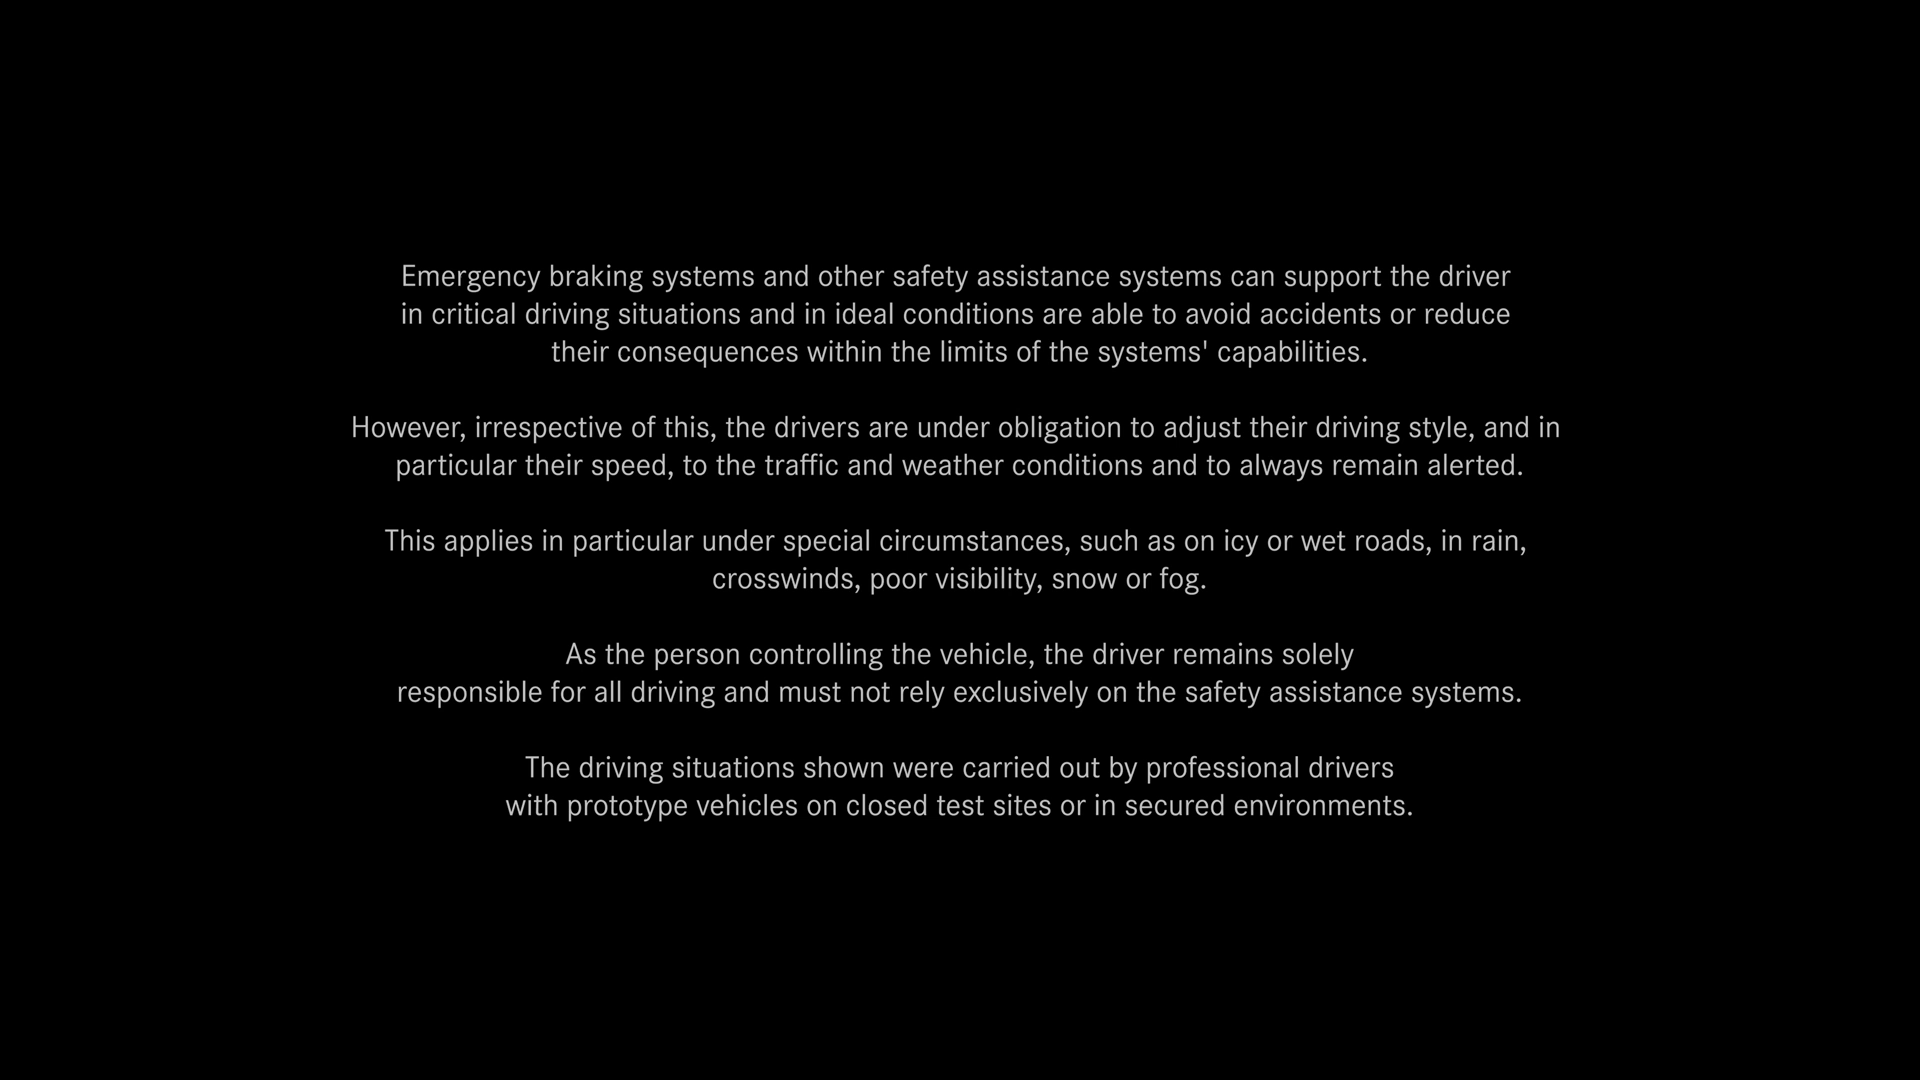 Emergency braking systems and other safety assistance systems can support the driver
in critical driving situations and in ideal conditions are able to avoid accidents or reduce
their consequences within the limits of the systems' capabilities.
However, irrespective of this, the drivers are under obligation to adjust their driving style, and in
particular their speed, to the traffic and weather conditions and to always remain alerted.
This applies in particular under special circumstances, such as on icy or wet roads, in rain,
crosswinds, poor visibility, snow or fog.
As the person controlling the vehicle, the driver remains solely
responsible for all driving and must not rely exclusively on the safety assistance systems.
The driving situations shown were carried out by professional drivers
with prototype vehicles on closed test sites or in secured environments.